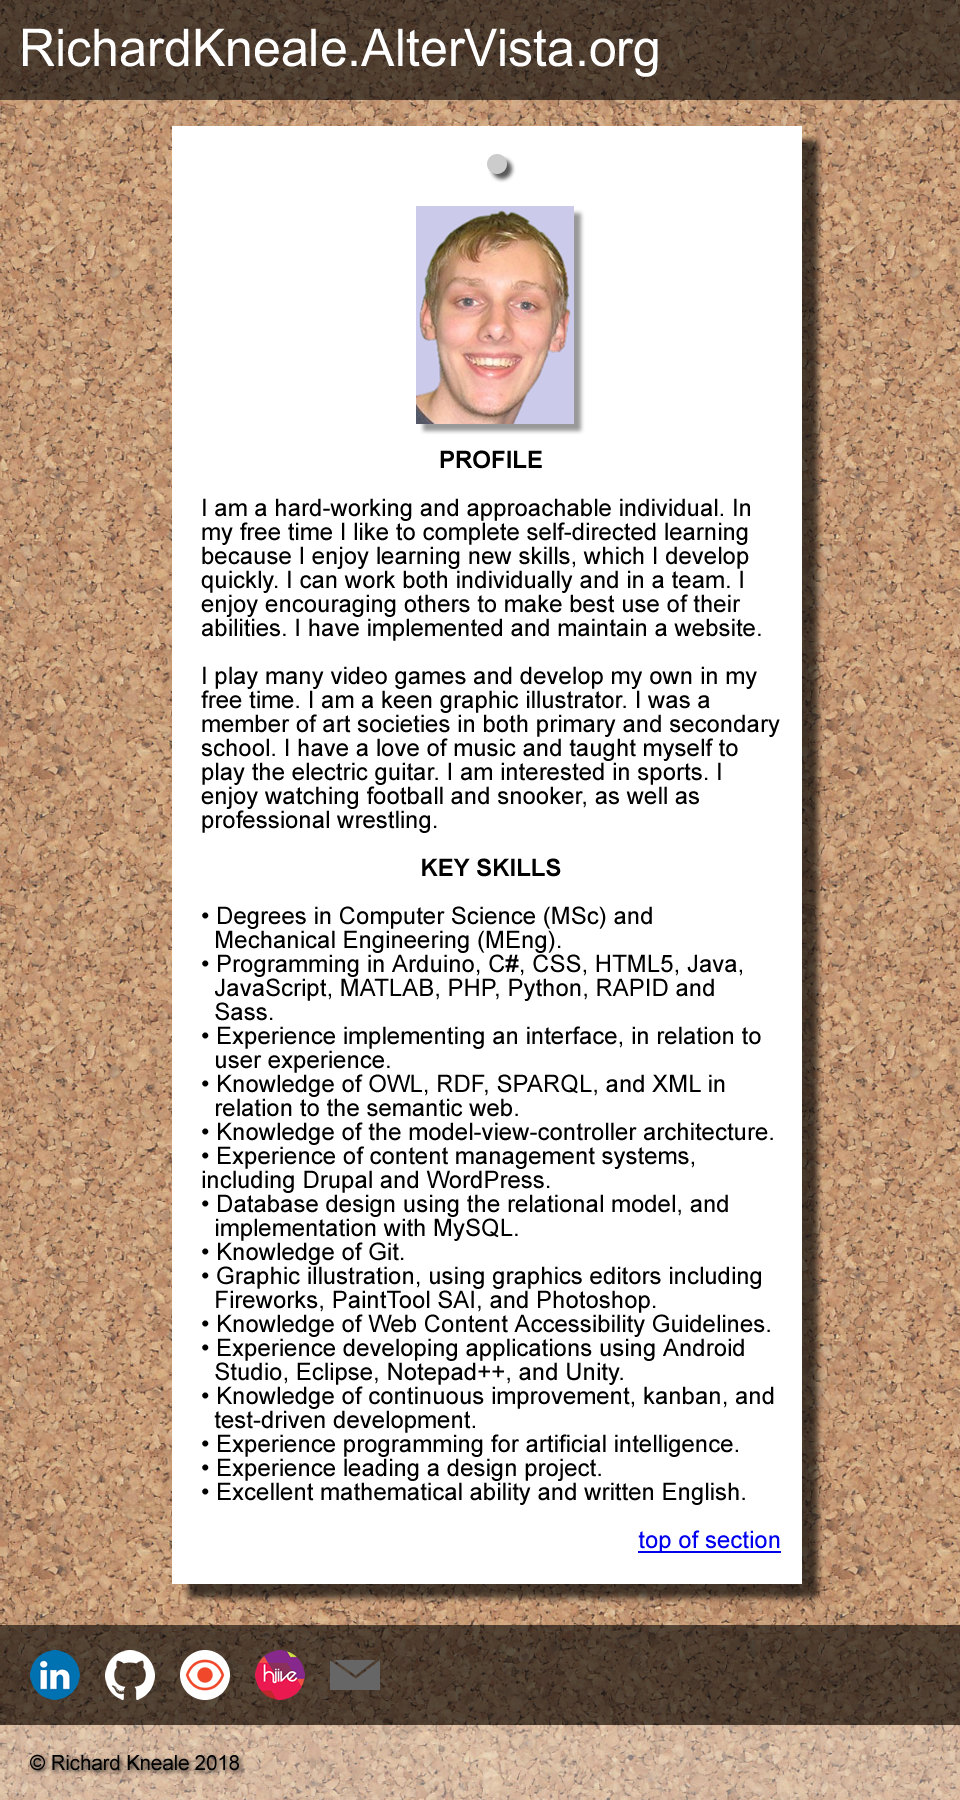 RichardKneale.AlterVista.org
PROFILE
I am a hard-working and approachable individual. In
my free time I like to complete self-directed learning
because I enjoy learning new skills, which I develop
quickly. I can work both individually and in a team. I
enjoy encouraging others to make best use of their
abilities. I have implemented and maintain a website.
I play many video games and develop my own in my
free time. I am a keen graphic illustrator. I was a
member of art societies in both primary and secondary
school. I have a love of music and taught myself to
play the electric guitar. I am interested in sports. I
enjoy watching football and snooker, as well as
professional wrestling.
KEY SKILLS
• Degrees in Computer Science (MSc) and
Mechanical Engineering (MEng).
• Programming in Arduino, C#, CSS, HTML5, Java,
JavaScript, MATLAB, PHP, Python, RAPID and
Sass.
• Experience implementing an interface, in relation to
user experience.
• Knowledge of OWL, RDF, SPARQL, and XML in
relation to the semantic web.
• Knowledge of the model-view-controller architecture.
• Experience of content management systems,
including Drupal and WordPress.
• Database design using the relational model, and
implementation with MySQL.
• Knowledge of Git.
• Graphic illustration, using graphics editors including
Fireworks, PaintTool SAI, and Photoshop.
• Knowledge of Web Content Accessibility Guidelines.
• Experience developing applications using Android
Studio, Eclipse, Notepad++, and Unity.
• Knowledge of continuous improvement, kanban, and
test-driven development.
• Experience programming for artificial intelligence.
• Experience leading a design project.
• Excellent mathematical ability and written English.
top of section
in hiive
© Richard Kneale 2018